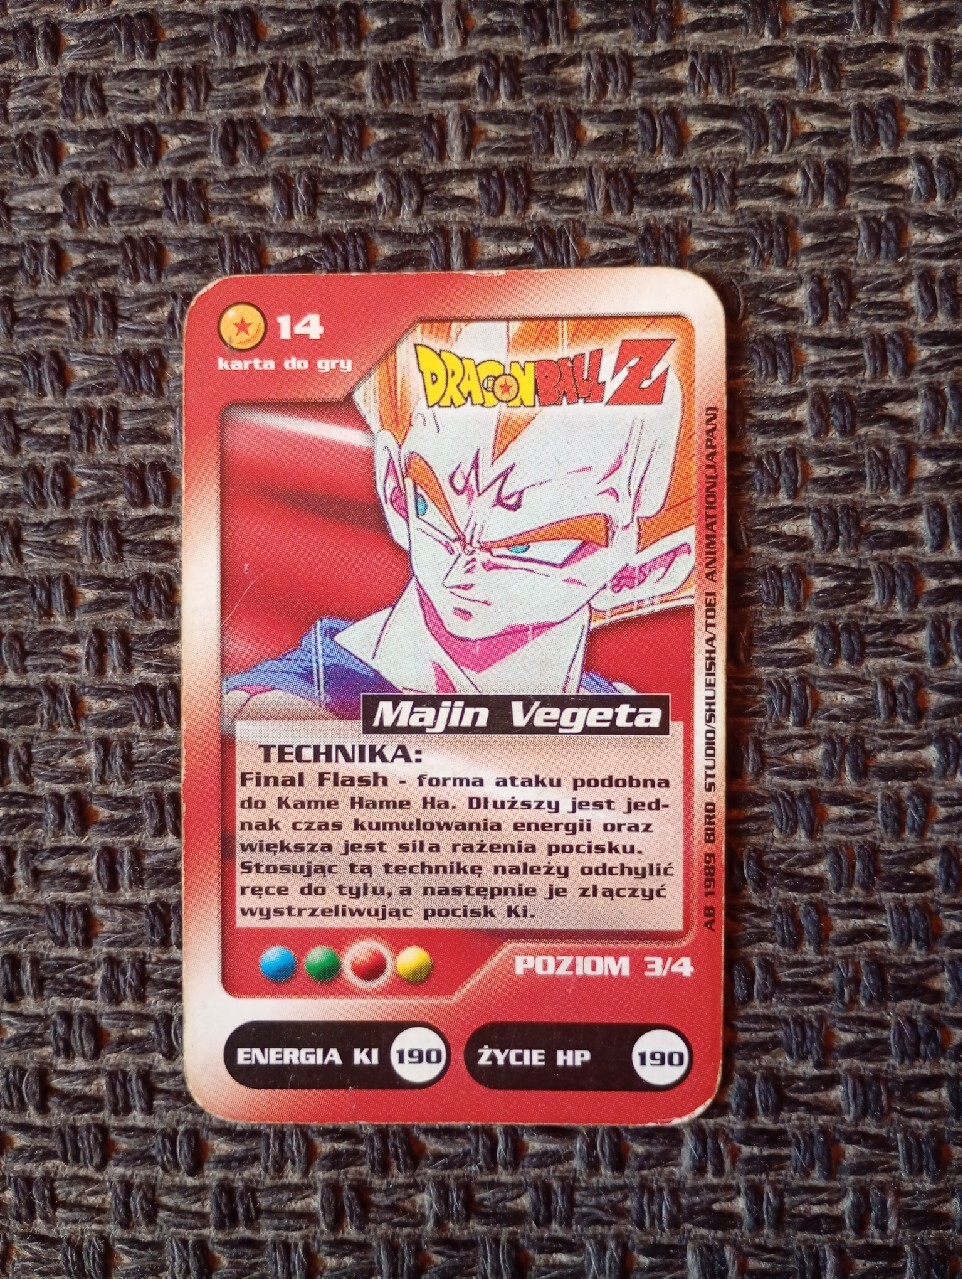 14
karta do gry
DRAGON BALL Z
Majin Vegeta
TECHNIKA:
Final Flash - forma ataku podobna
do Kame Hame Ha. Dłuższy jest jed-
nak czas kumulowania energii oraz
większa jest siła rażenia pocisku.
Stosując tą technikę należy odchylić
ręce do tyłu, a następnie je złączyć
wystrzeliwując pocisk Ki.
POZIOM 3/4
ENERGIA KI 190
ŻYCIE HP 190
AB 1989 BIRD STUDIO/SHUEISHA/TOEI ANIMATION(JAPAN)